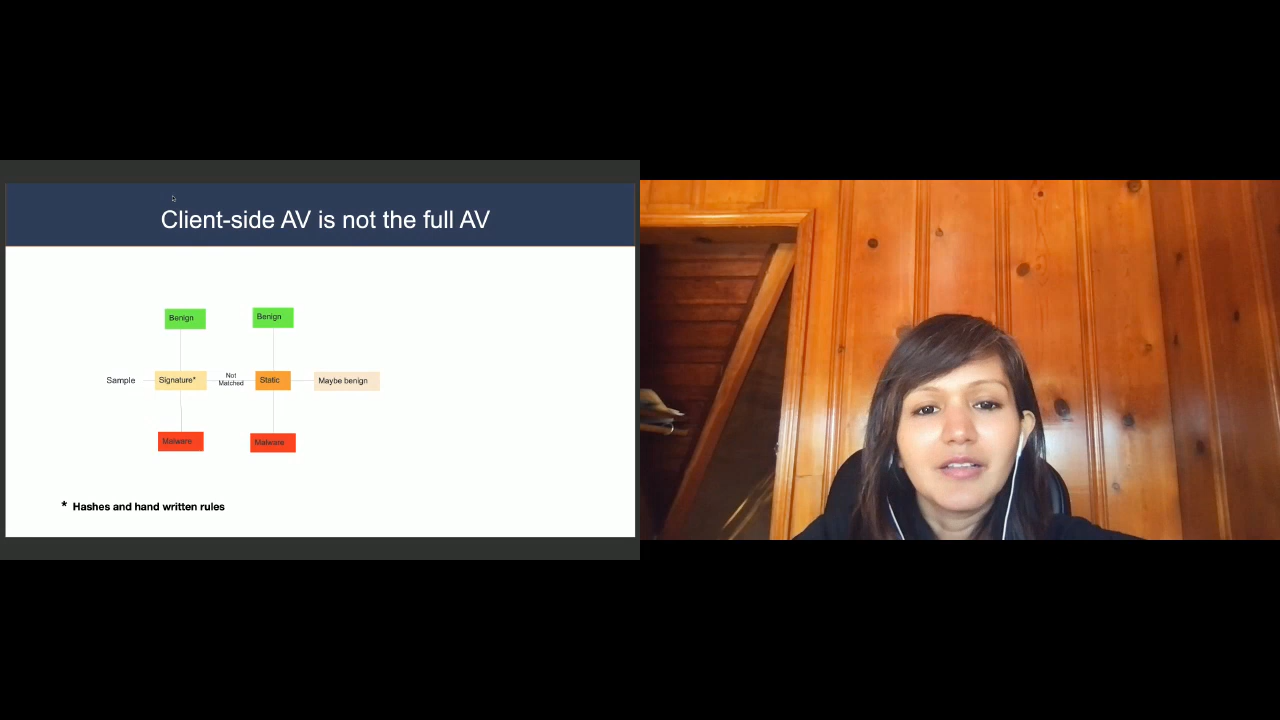 Client-side AV is not the full AV
Benign
Benign
Sample
Signature*
Not
Matched
Static
Maybe benign
Malware
Malware
* Hashes and hand written rules